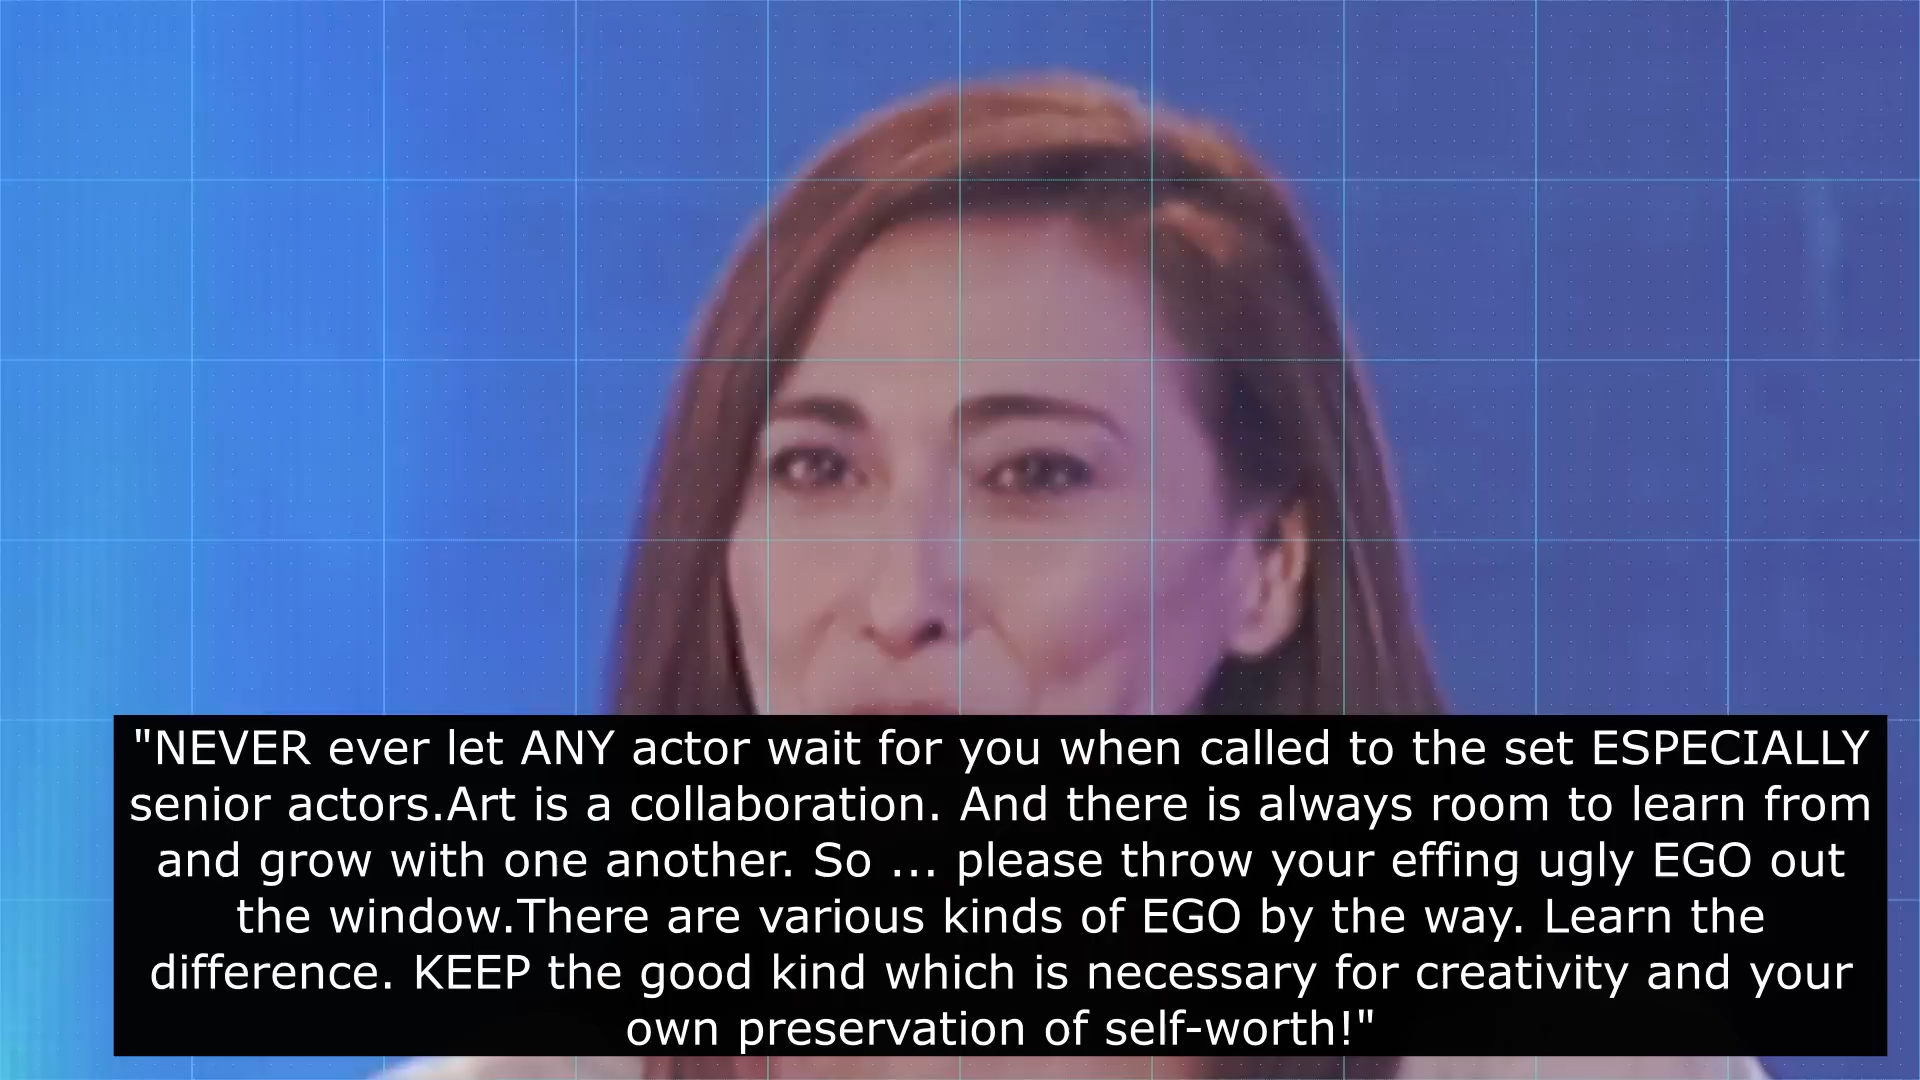 "NEVER ever let ANY actor wait for you when called to the set ESPECIALLY
senior actors.Art is a collaboration. And there is always room to learn from
and grow with one another. So ... please throw your effing ugly EGO out
the window.There are various kinds of EGO by the way. Learn the
difference. KEEP the good kind which is necessary for creativity and your
own preservation of self-worth!"